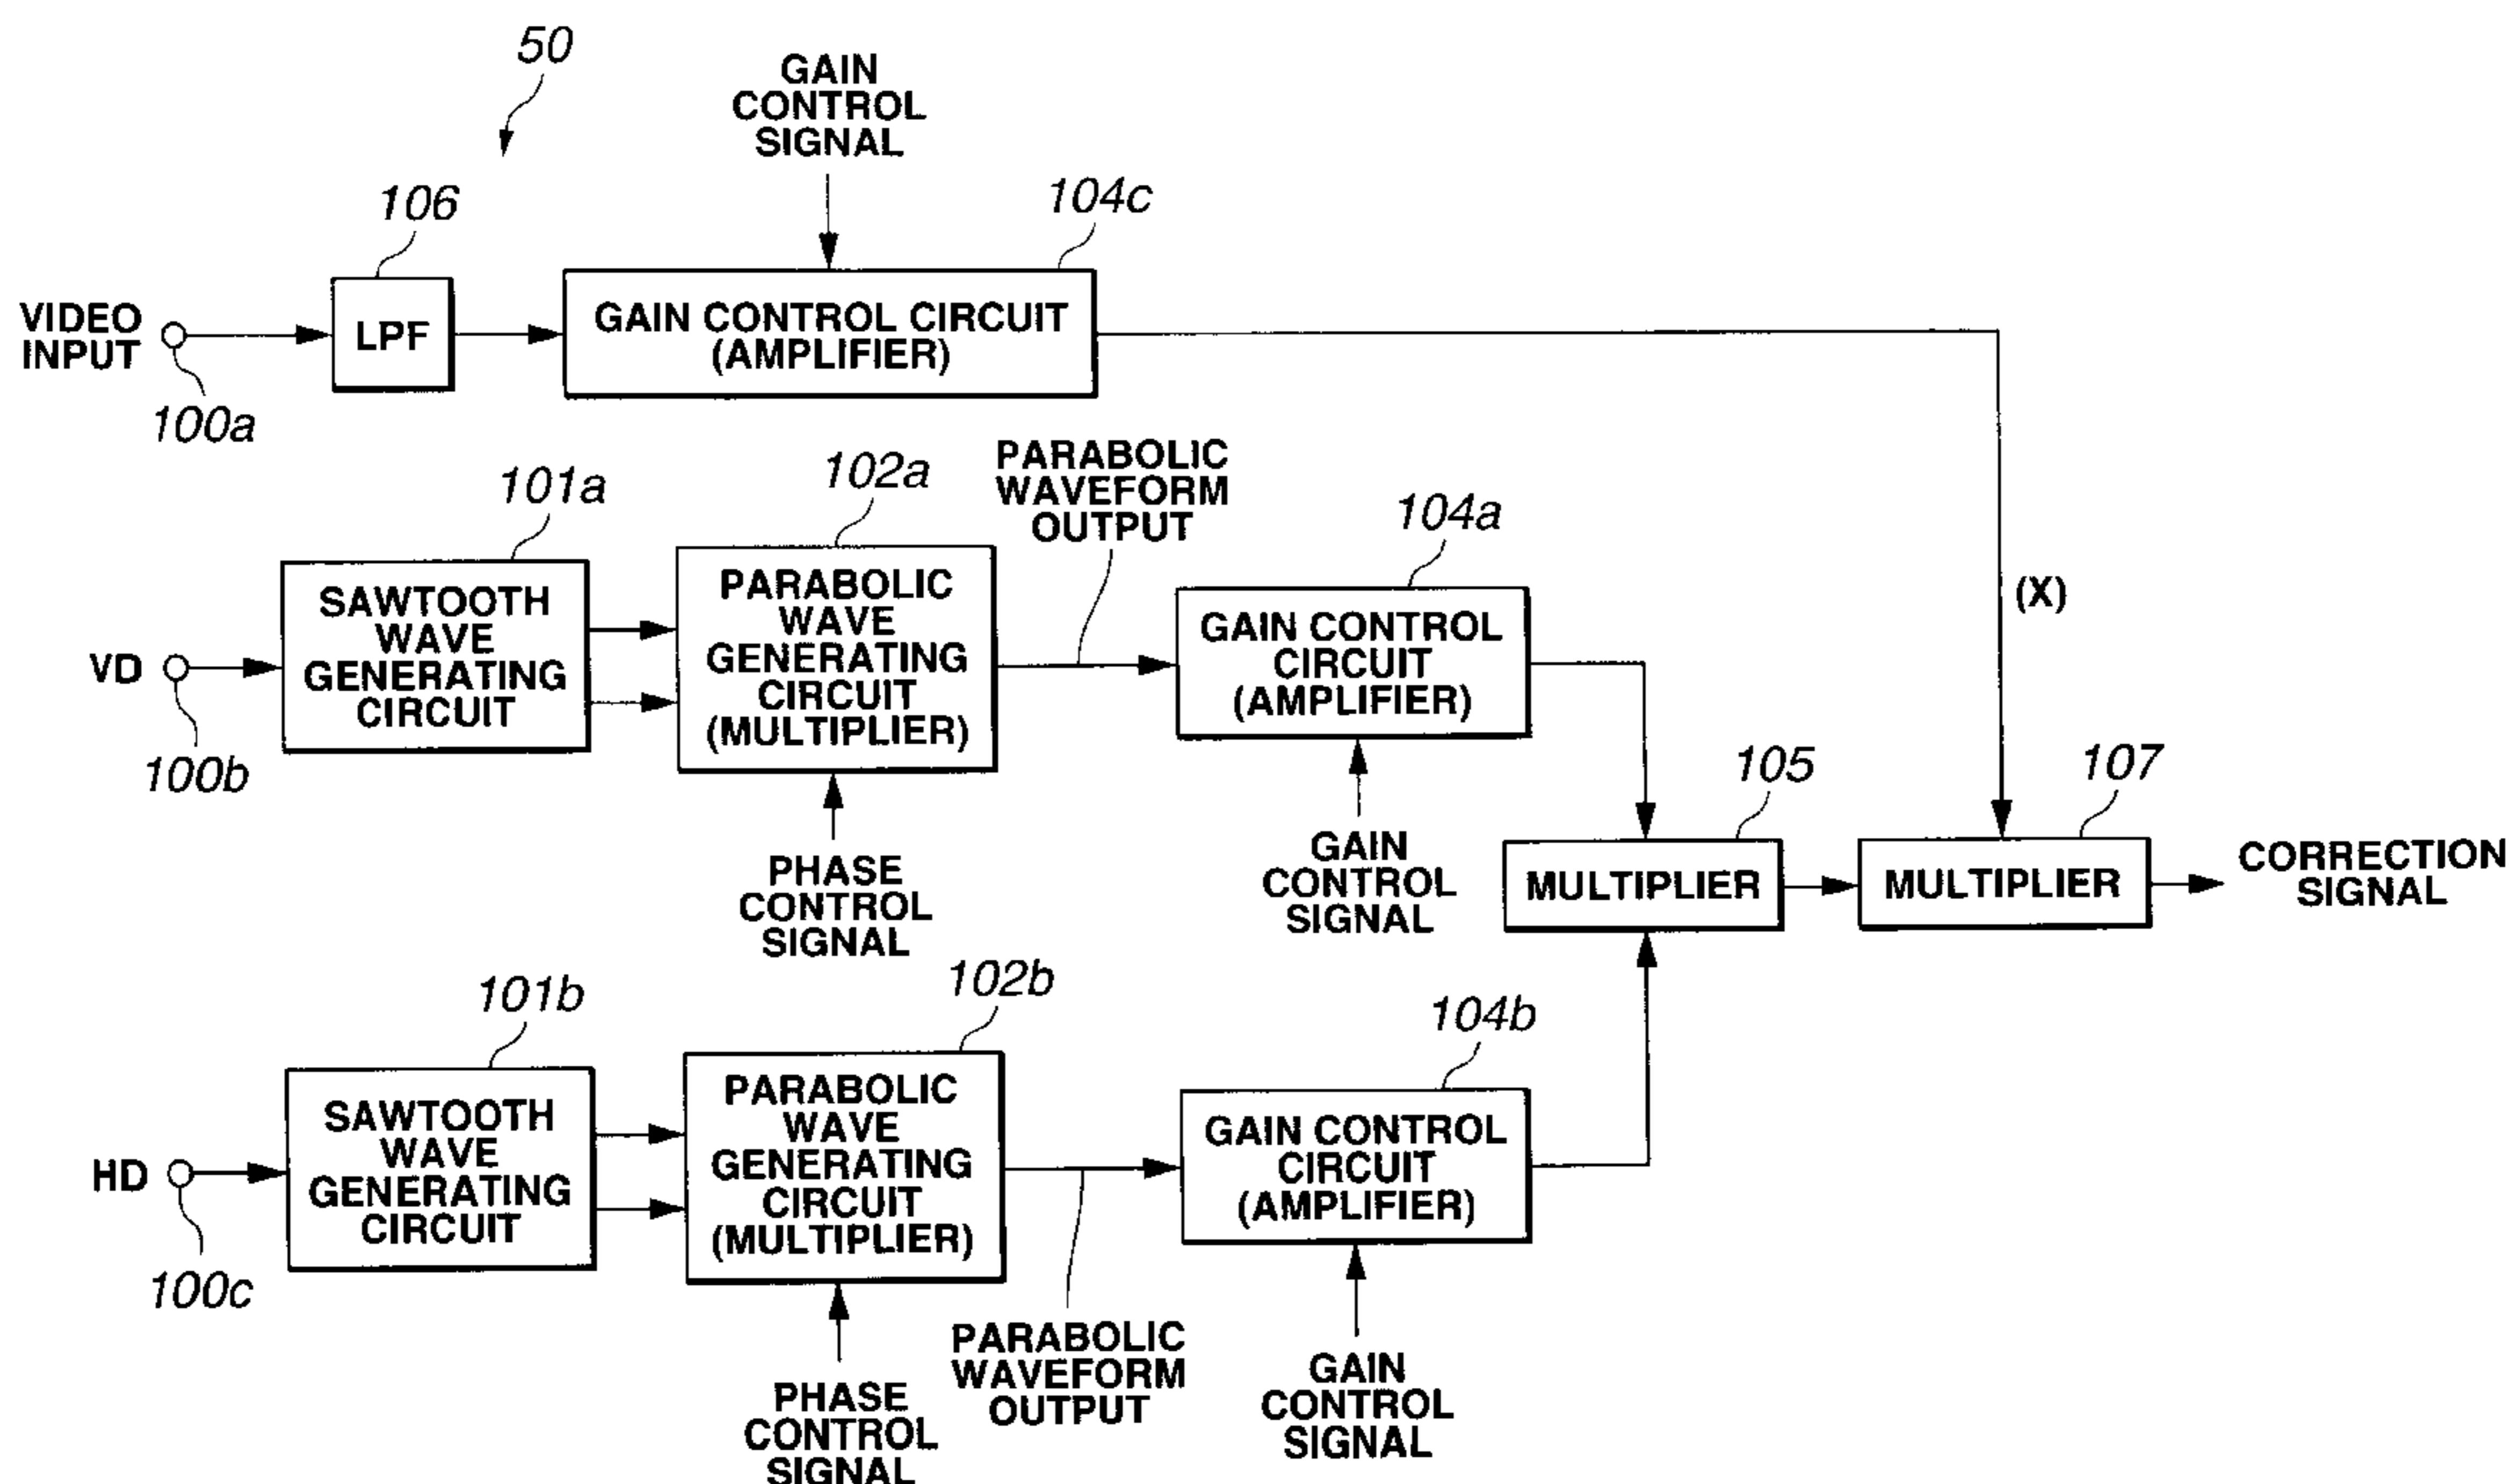 50
GAIN
CONTROL
SIGNAL
106
104c
VIDEO
INPUT
LPF
GAIN CONTROL CIRCUIT
(AMPLIFIER)
100a
101a
102a
PARABOLIC
WAVEFORM
OUTPUT
104a
SAWTOOTH
WAVE
GENERATING
CIRCUIT
PARABOLIC
WAVE
GENERATING
CIRCUIT
(MULTIPLIER)
GAIN CONTROL
CIRCUIT
(AMPLIFIER)
(X)
VD
100b
105
107
PHASE
CONTROL
SIGNAL
GAIN
CONTROL
SIGNAL
MULTIPLIER
MULTIPLIER
CORRECTION
SIGNAL
101b
102b
104b
SAWTOOTH
WAVE
GENERATING
CIRCUIT
PARABOLIC
WAVE
GENERATING
CIRCUIT
(MULTIPLIER)
GAIN CONTROL
CIRCUIT
(AMPLIFIER)
HD
100c
PHASE
CONTROL
SIGNAL
PARABOLIC
WAVEFORM
OUTPUT
GAIN
CONTROL
SIGNAL